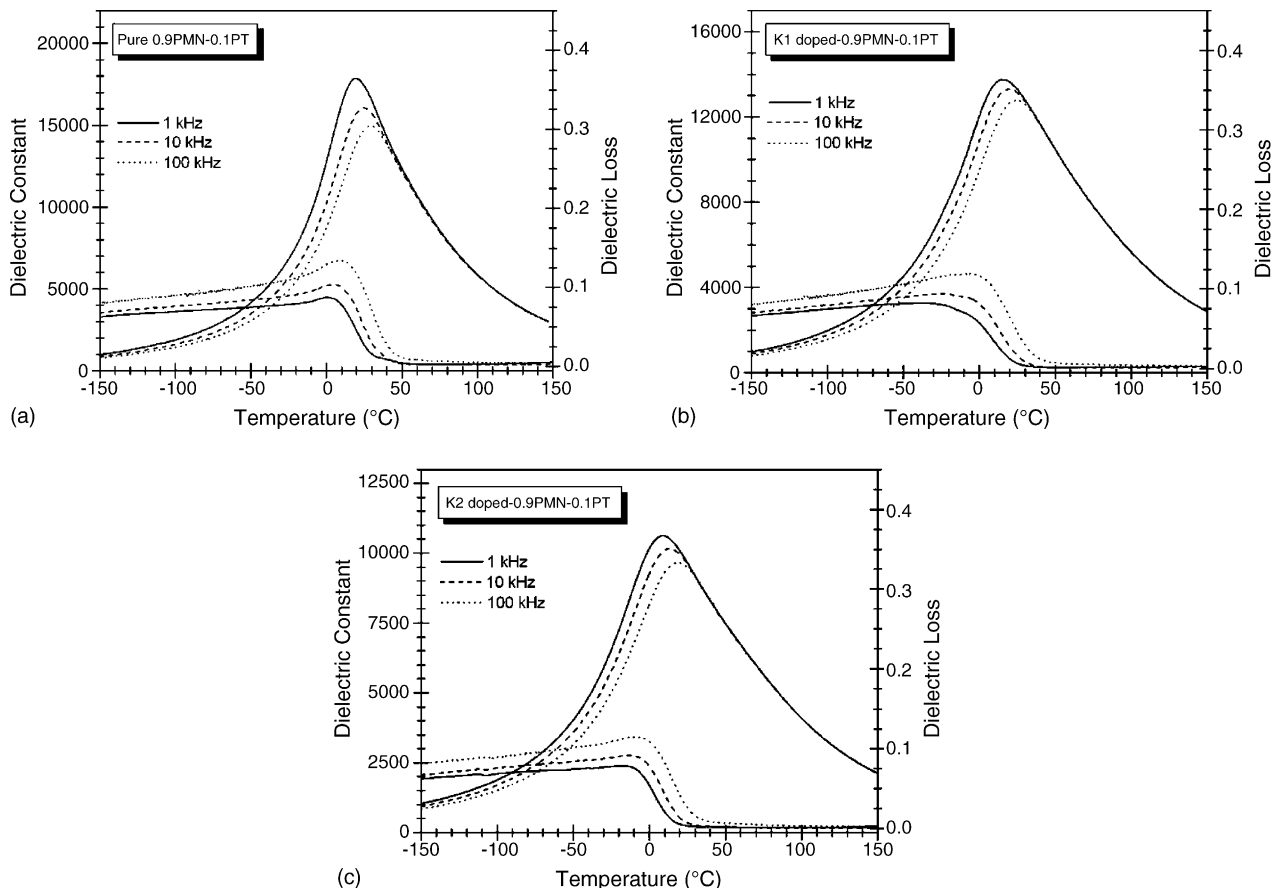 Pure 0.9PMN-0.1PT
1 kHz
10 kHz
100 kHz
Dielectric Constant
20000
15000
10000
5000
0
Dielectric Loss
0.4
0.3
0.2
0.1
0.0
-150 -100 -50 0 50 100 150
(a) Temperature (°C)
K1 doped-0.9PMN-0.1PT
1 kHz
10 kHz
100 kHz
Dielectric Constant
16000
12000
8000
4000
0
Dielectric Loss
0.4
0.3
0.2
0.1
0.0
-150 -100 -50 0 50 100 150
(b) Temperature (°C)
K2 doped-0.9PMN-0.1PT
1 kHz
10 kHz
100 kHz
Dielectric Constant
12500
10000
7500
5000
2500
0
Dielectric Loss
0.4
0.3
0.2
0.1
0.0
-150 -100 -50 0 50 100 150
(c) Temperature (°C)